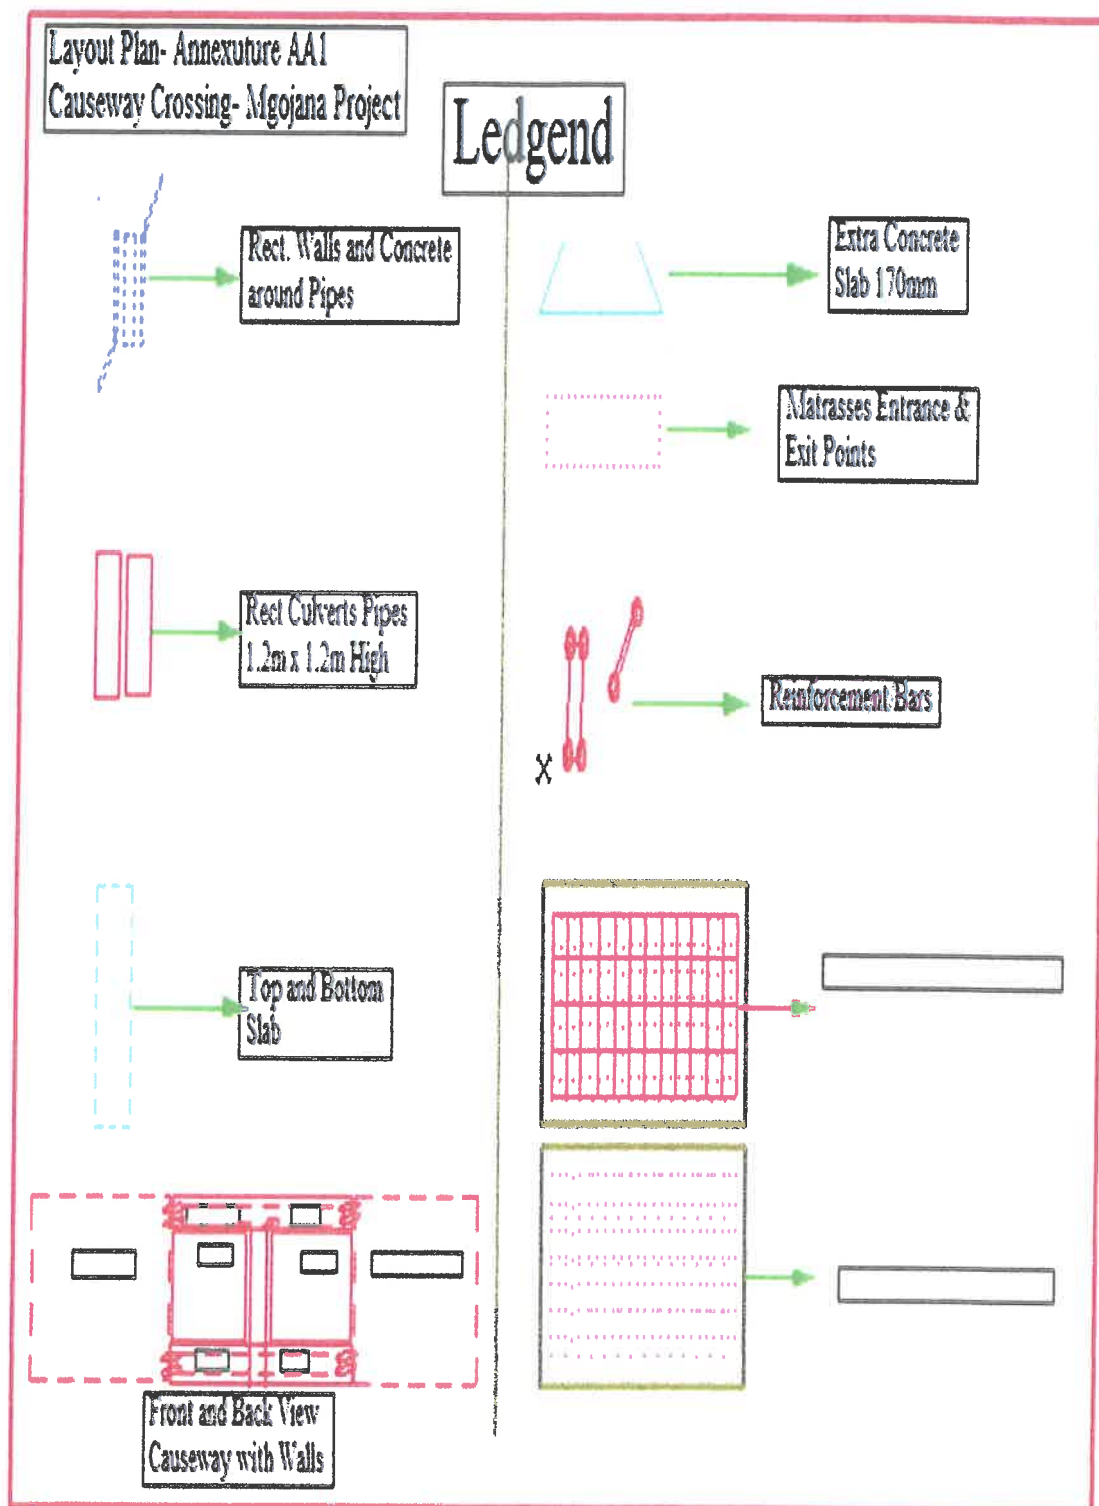 Layout Plan- Annexuture AA1
Causeway Crossing- Mgojana Project
Ledgend
Rect. Walls and Concrete
around Pipes
Extra Concrete
Slab 170mm
Matrasses Entrance &
Exit Points
Rect Culverts Pipes
1.2m x 1.2m High
Reinforcement Bars
X
Top and Bottom
Slab
Front and Back View
Causeway with Walls